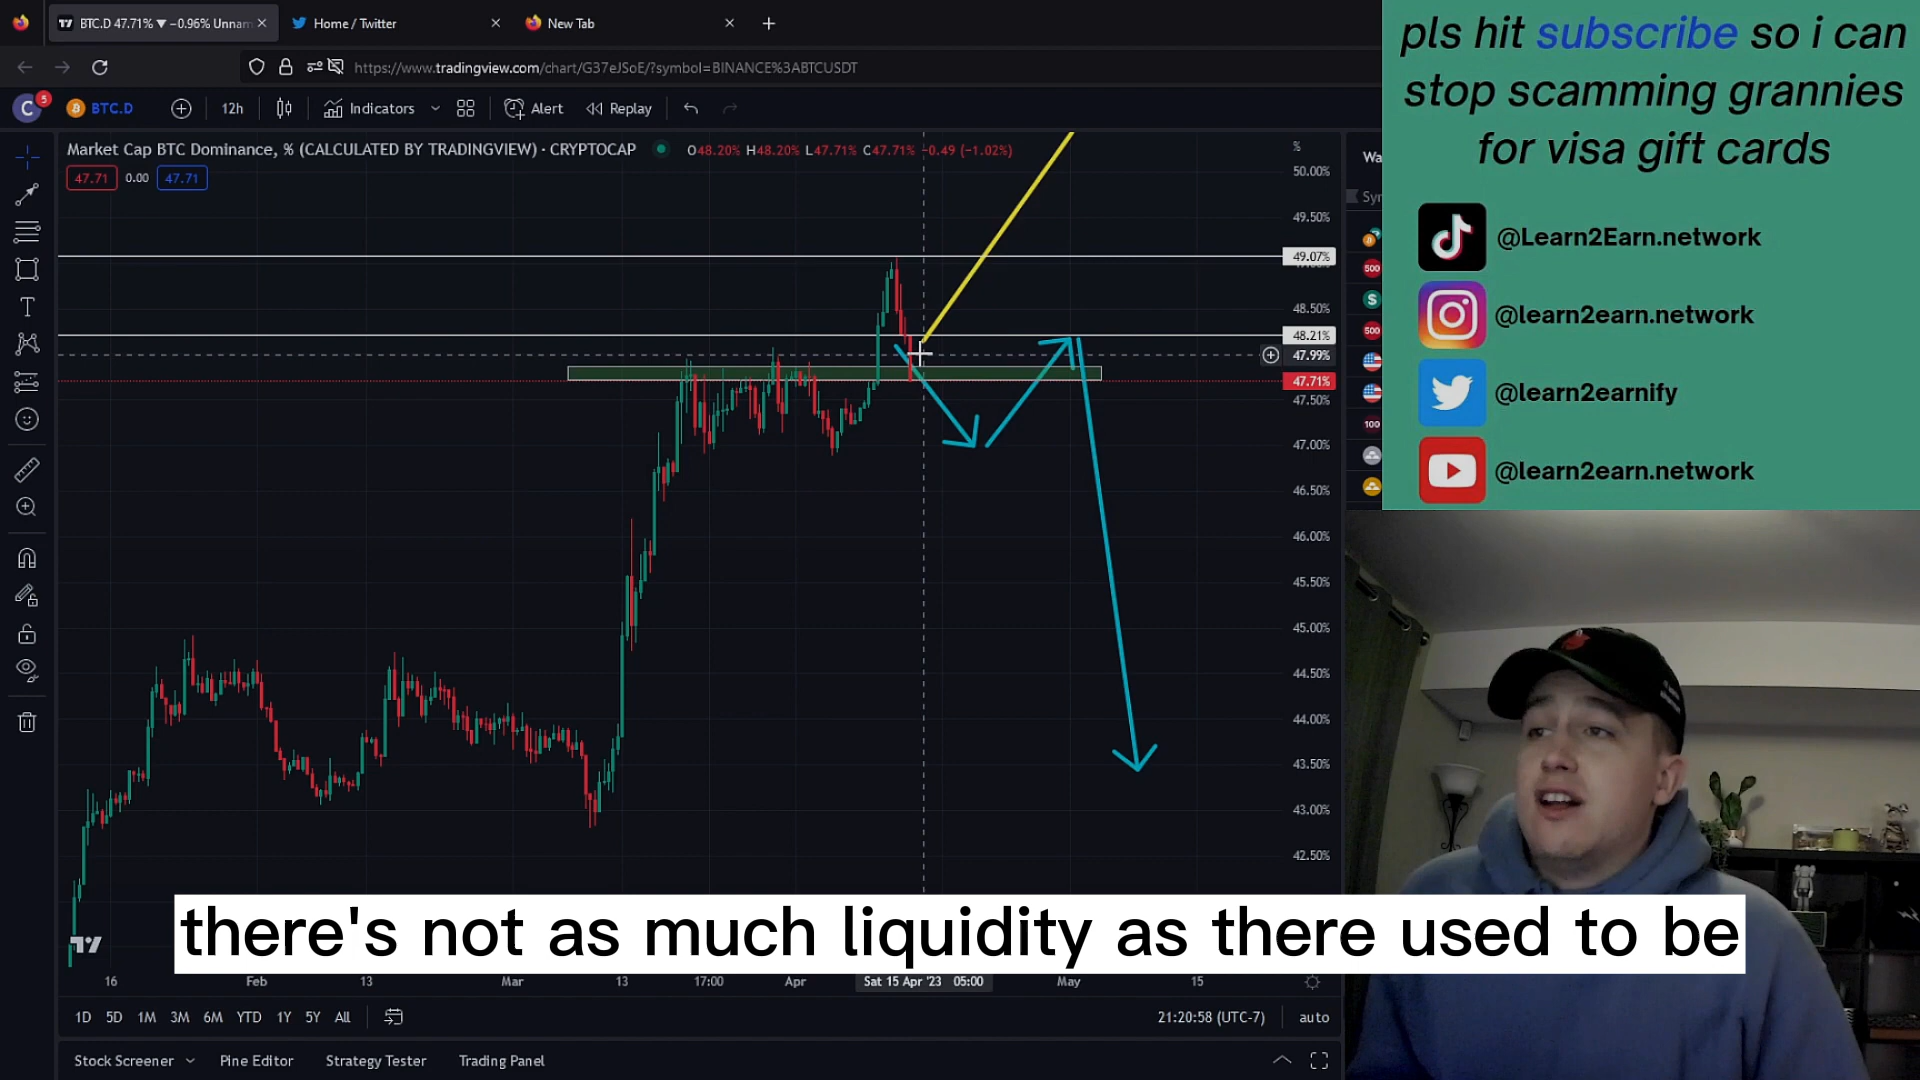 BTC.D 47.71% ▼ −0.96% Unnam
Home / Twitter
New Tab
https://www.tradingview.com/chart/G37eJSoE/?symbol=BINANCE%3ABTCUSDT
C 5
BTC.D
12h
Indicators
Alert
Replay
Market Cap BTC Dominance, % (CALCULATED BY TRADINGVIEW) · CRYPTOCAP
O48.20% H48.20% L47.71% C47.71% −0.49 (−1.02%)
47.71 0.00 47.71
%
50.00%
49.50%
49.07%
48.50%
48.21%
47.99%
47.71%
47.50%
47.00%
46.50%
46.00%
45.50%
45.00%
44.50%
44.00%
43.50%
43.00%
42.50%
Wa
Syr
500
500
100
pls hit subscribe so i can
stop scamming grannies
for visa gift cards
@Learn2Earn.network
@learn2earn.network
@learn2earnify
@learn2earn.network
there's not as much liquidity as there used to be
16 Feb 13 Mar 13 17:00 Apr Sat 15 Apr '23 05:00 May 15
1D 5D 1M 3M 6M YTD 1Y 5Y All
21:20:58 (UTC-7) auto
Stock Screener Pine Editor Strategy Tester Trading Panel